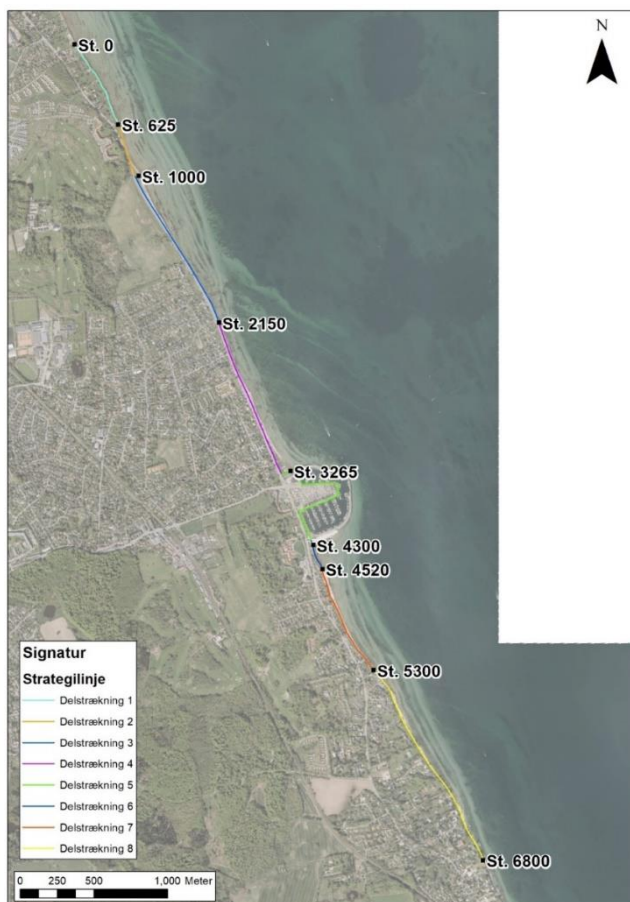 N
St. 0
St. 625
St. 1000
St. 2150
St. 3265
St. 4300
St. 4520
St. 5300
St. 6800
Signatur
Strategilinje
Delstrækning 1
Delstrækning 2
Delstrækning 3
Delstrækning 4
Delstrækning 5
Delstrækning 6
Delstrækning 7
Delstrækning 8
0 250 500 1,000 Meter